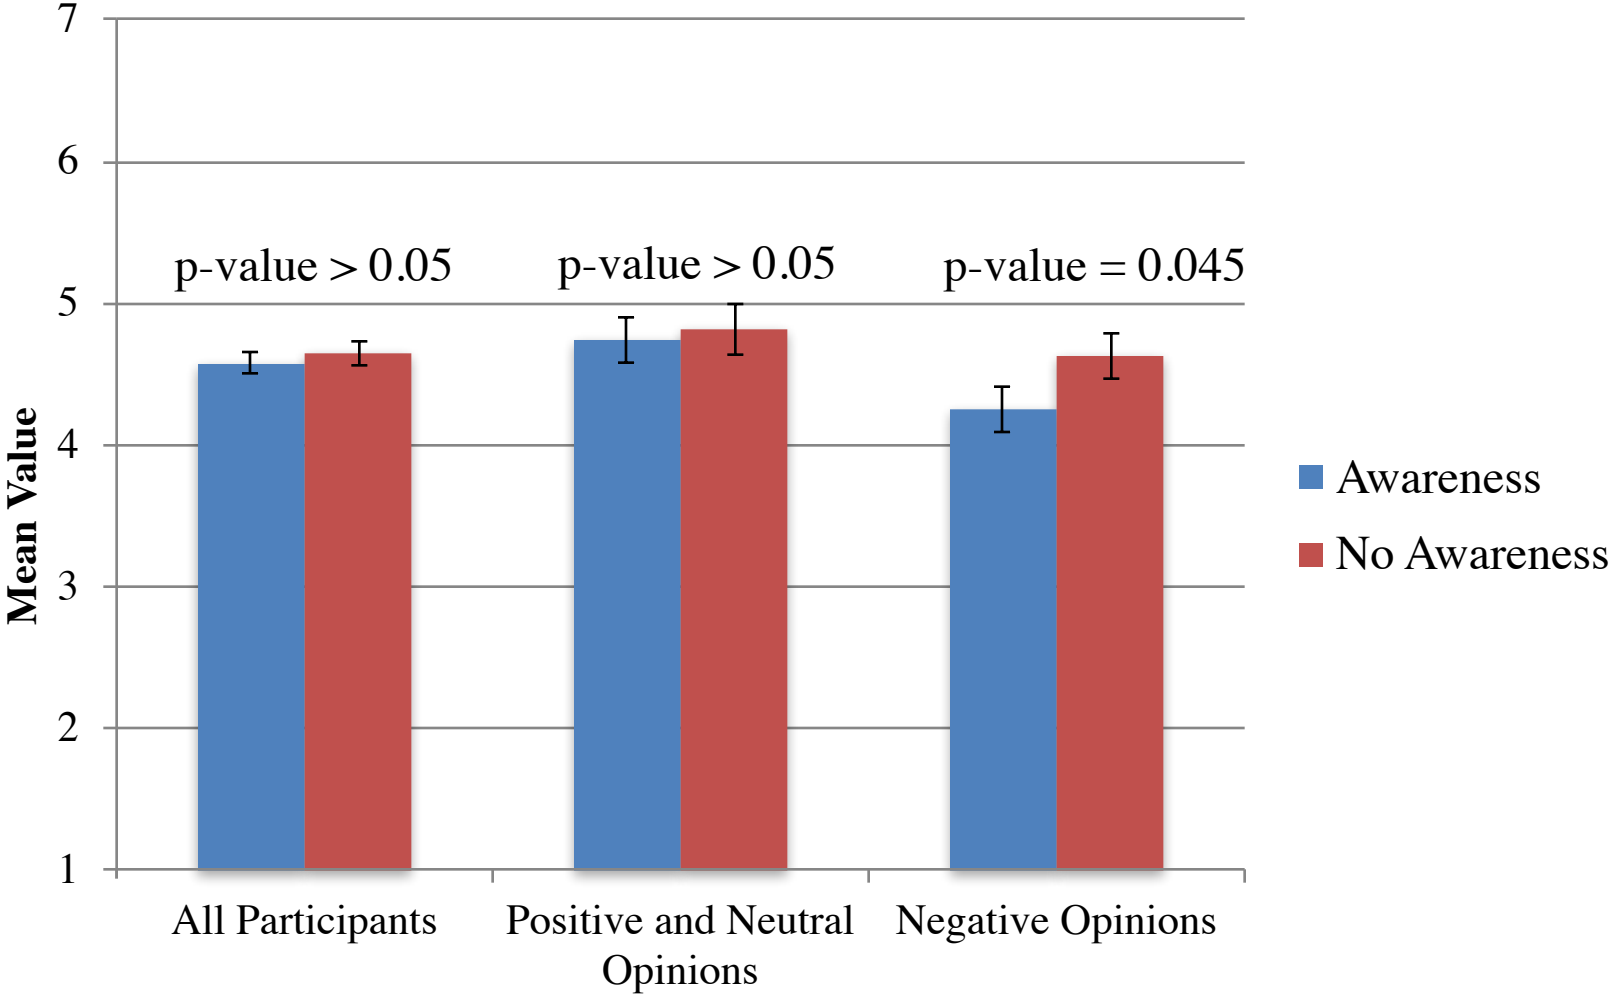 7
6
5
4
3
2
1
Mean Value
p-value > 0.05
p-value > 0.05
p-value = 0.045
All Participants
Positive and Neutral
Opinions
Negative Opinions
Awareness
No Awareness